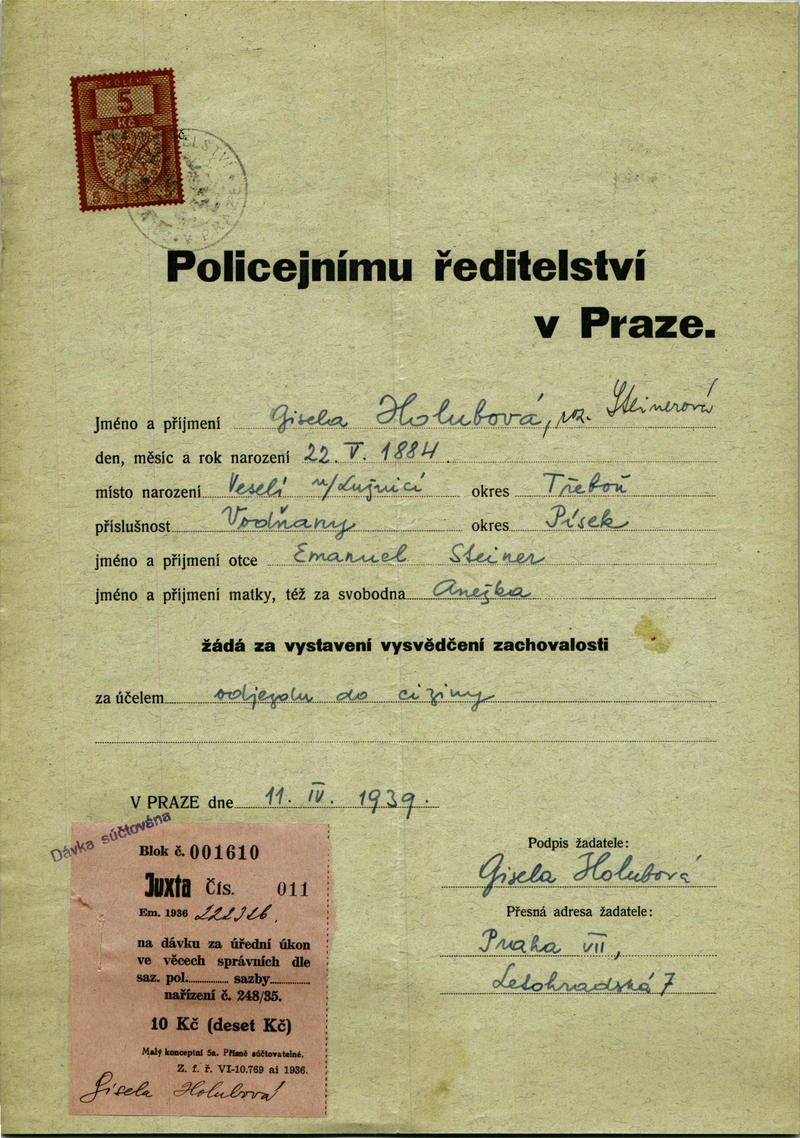 KOLEK
5
Kč
5
Policejnímu ředitelství
v Praze.
Jméno a příjmení Gisela Holubová, roz. Steinerová
den, měsíc a rok narození 22. V. 1884.
místo narození Veselí n/Lužnicí okres Třeboň
příslušnost Vodňany okres Písek
jméno a příjmení otce Emanuel Steiner
jméno a příjmení matky, též za svobodna Anežka
žádá za vystavení vysvědčení zachovalosti
za účelem odjezdu do ciziny
V PRAZE dne 11. IV. 1939.
Dávka súčtována
Blok č. 001610
Juxta Čís. 011
Em. 1936
na dávku za úřední úkon
ve věcech správních dle
saz. pol. sazby
nařízení č. 248/35.
10 Kč (deset Kč)
Malý konceptní 5a. Přísně súčtovatelné.
Z. f. ř. VI-10.769 ai 1936.
Gisela Holubová
Podpis žadatele:
Gisela Holubová
Přesná adresa žadatele:
Praha VII,
Letohradská 7